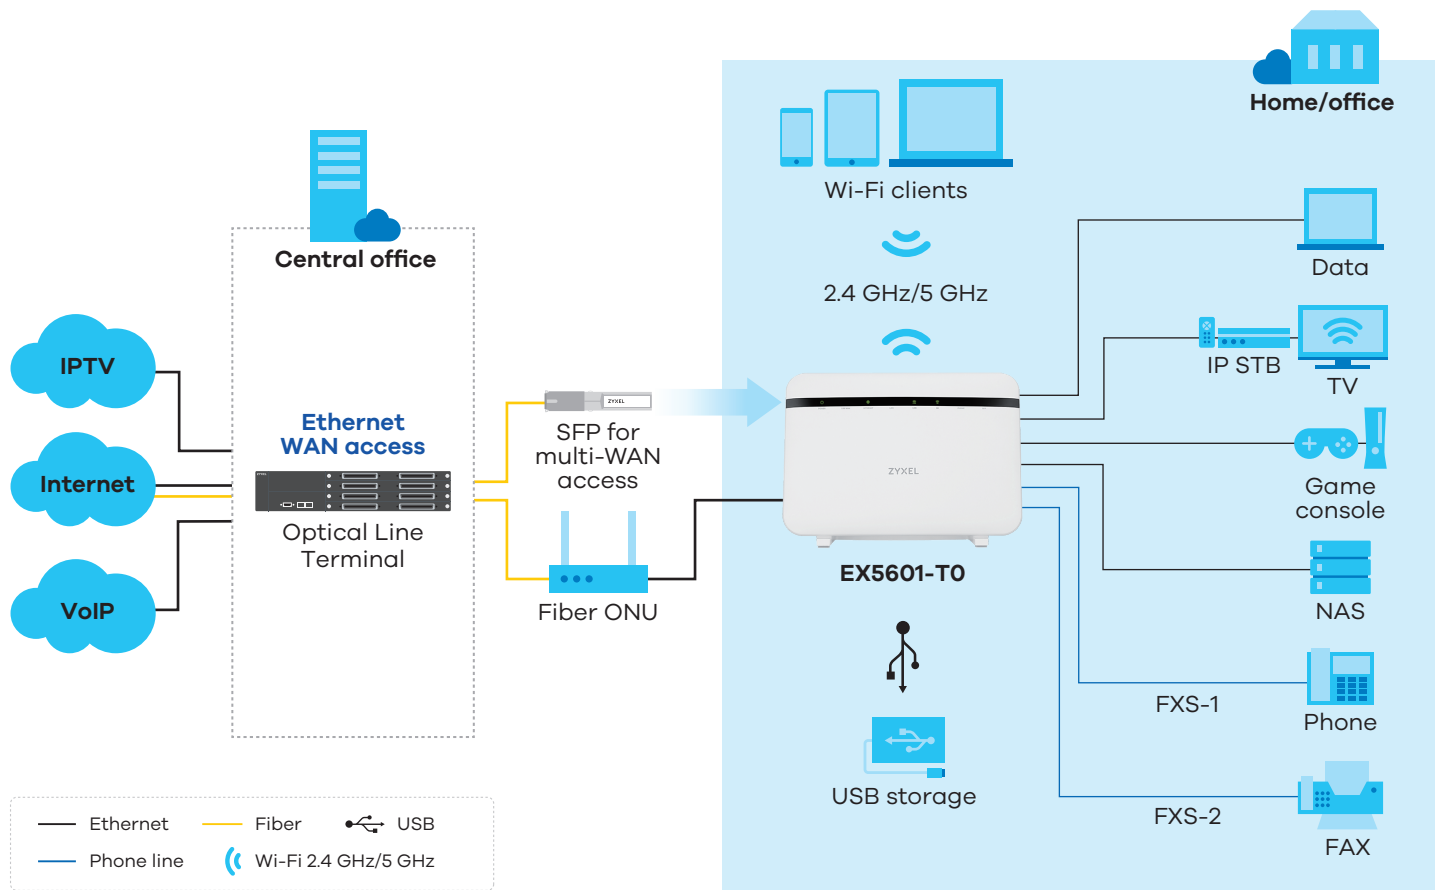 Home/office
Wi-Fi clients
Central office
2.4 GHz/5 GHz
Data
IPTV
IP STB
TV
Ethernet
WAN access
ZYXEL
SFP for
multi-WAN
access
Internet
ZYXEL
Game
console
Optical Line
Terminal
EX5601-T0
VoIP
Fiber ONU
NAS
FXS-1
Phone
USB storage
FXS-2
FAX
Ethernet
Fiber
USB
Phone line
Wi-Fi 2.4 GHz/5 GHz